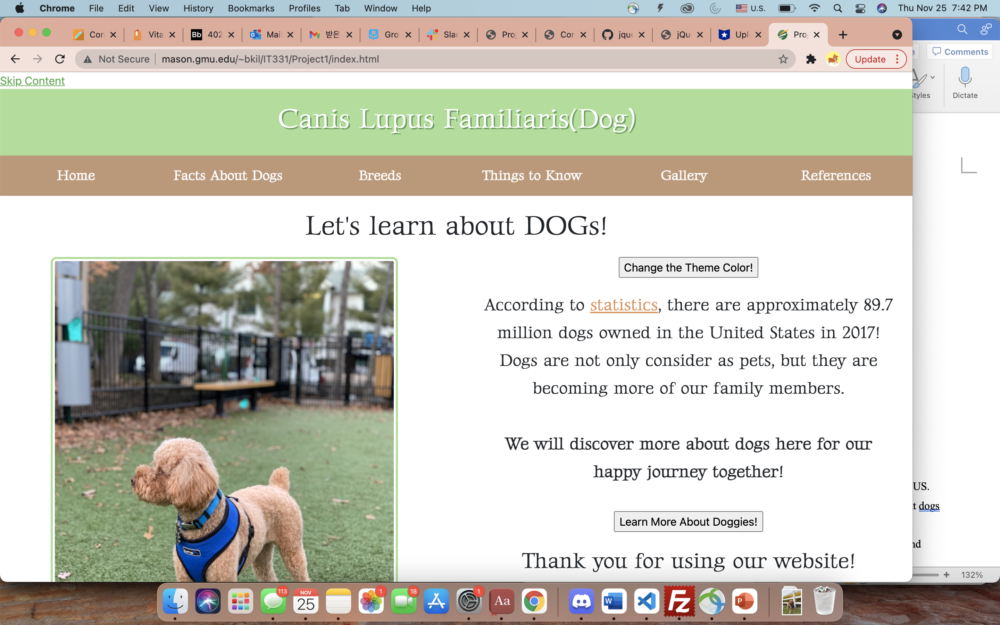 Chrome File Edit View History Bookmarks Profiles Tab Window Help U.S. Thu Nov 25 7:42 PM
Con Vita Bb 402 Mail 받은 Gro Slac Proj Cor jque jQu Upl Proj
Not Secure mason.gmu.edu/~bkil/IT331/Project1/index.html Update
Comments
Styles Dictate
Skip Content
Canis Lupus Familiaris(Dog)
Home Facts About Dogs Breeds Things to Know Gallery References
Let's learn about DOGs!
Change the Theme Color!
According to statistics, there are approximately 89.7
million dogs owned in the United States in 2017!
Dogs are not only consider as pets, but they are
becoming more of our family members.
We will discover more about dogs here for our
happy journey together!
Learn More About Doggies!
Thank you for using our website!
US.
t dogs
nd
132%
jump
113 NOV 25 1 18 1 Aa W Fz P